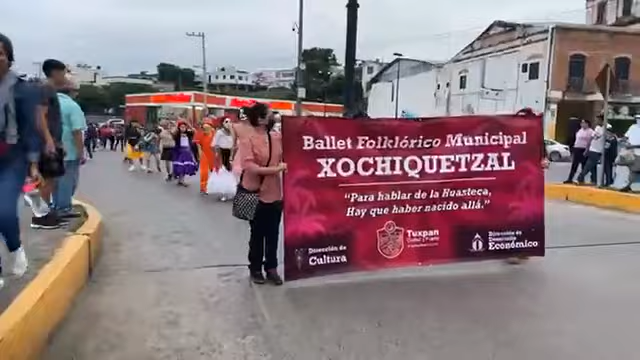 Ballet Folklórico Municipal
XOCHIQUETZAL
"Para hablar de la Huasteca,
Hay que haber nacido allá."
Dirección de
Cultura
Tuxpan
Dirección de
Desarrollo
Económico